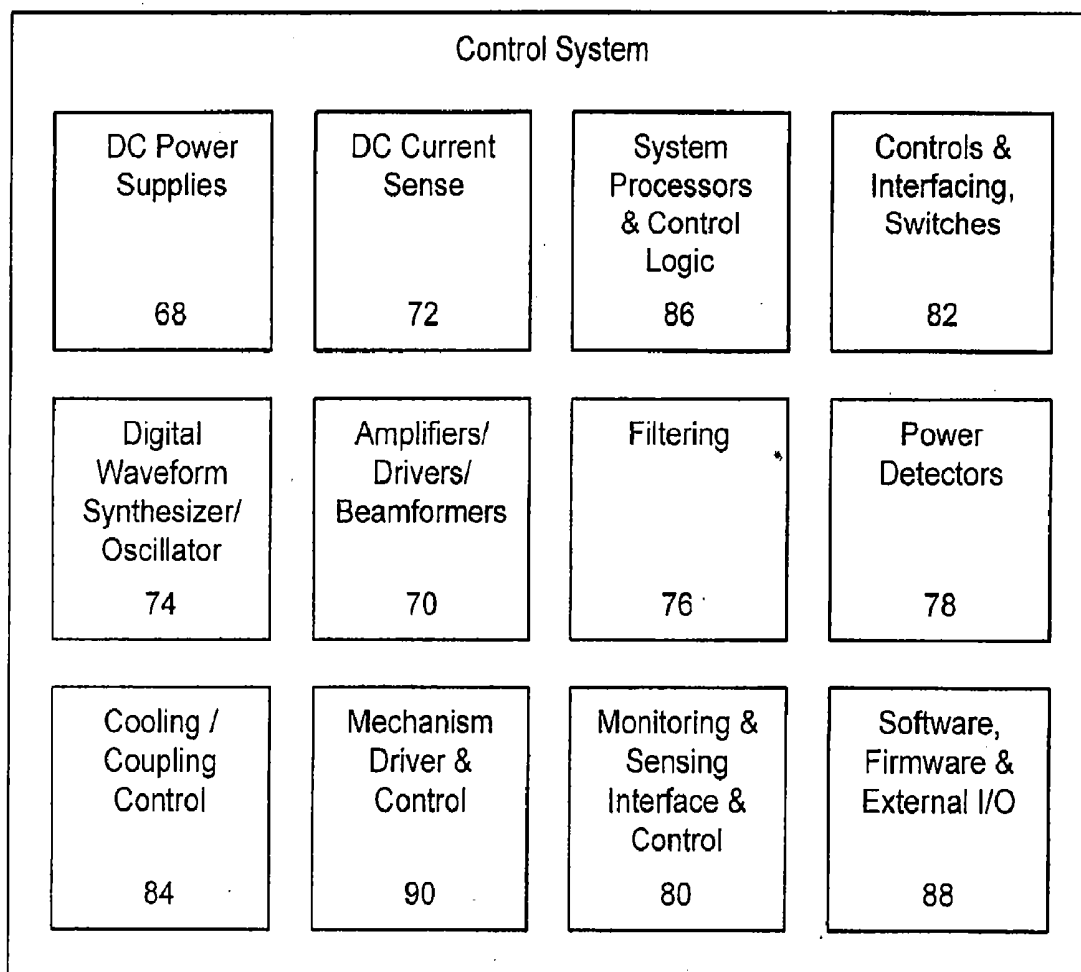 Control System
DC Power
Supplies
68
DC Current
Sense
72
System
Processors
& Control
Logic
86
Controls &
Interfacing,
Switches
82
Digital
Waveform
Synthesizer/
Oscillator
74
Amplifiers/
Drivers/
Beamformers
70
Filtering
76
Power
Detectors
78
Cooling /
Coupling
Control
84
Mechanism
Driver &
Control
90
Monitoring &
Sensing
Interface &
Control
80
Software,
Firmware &
External I/O
88